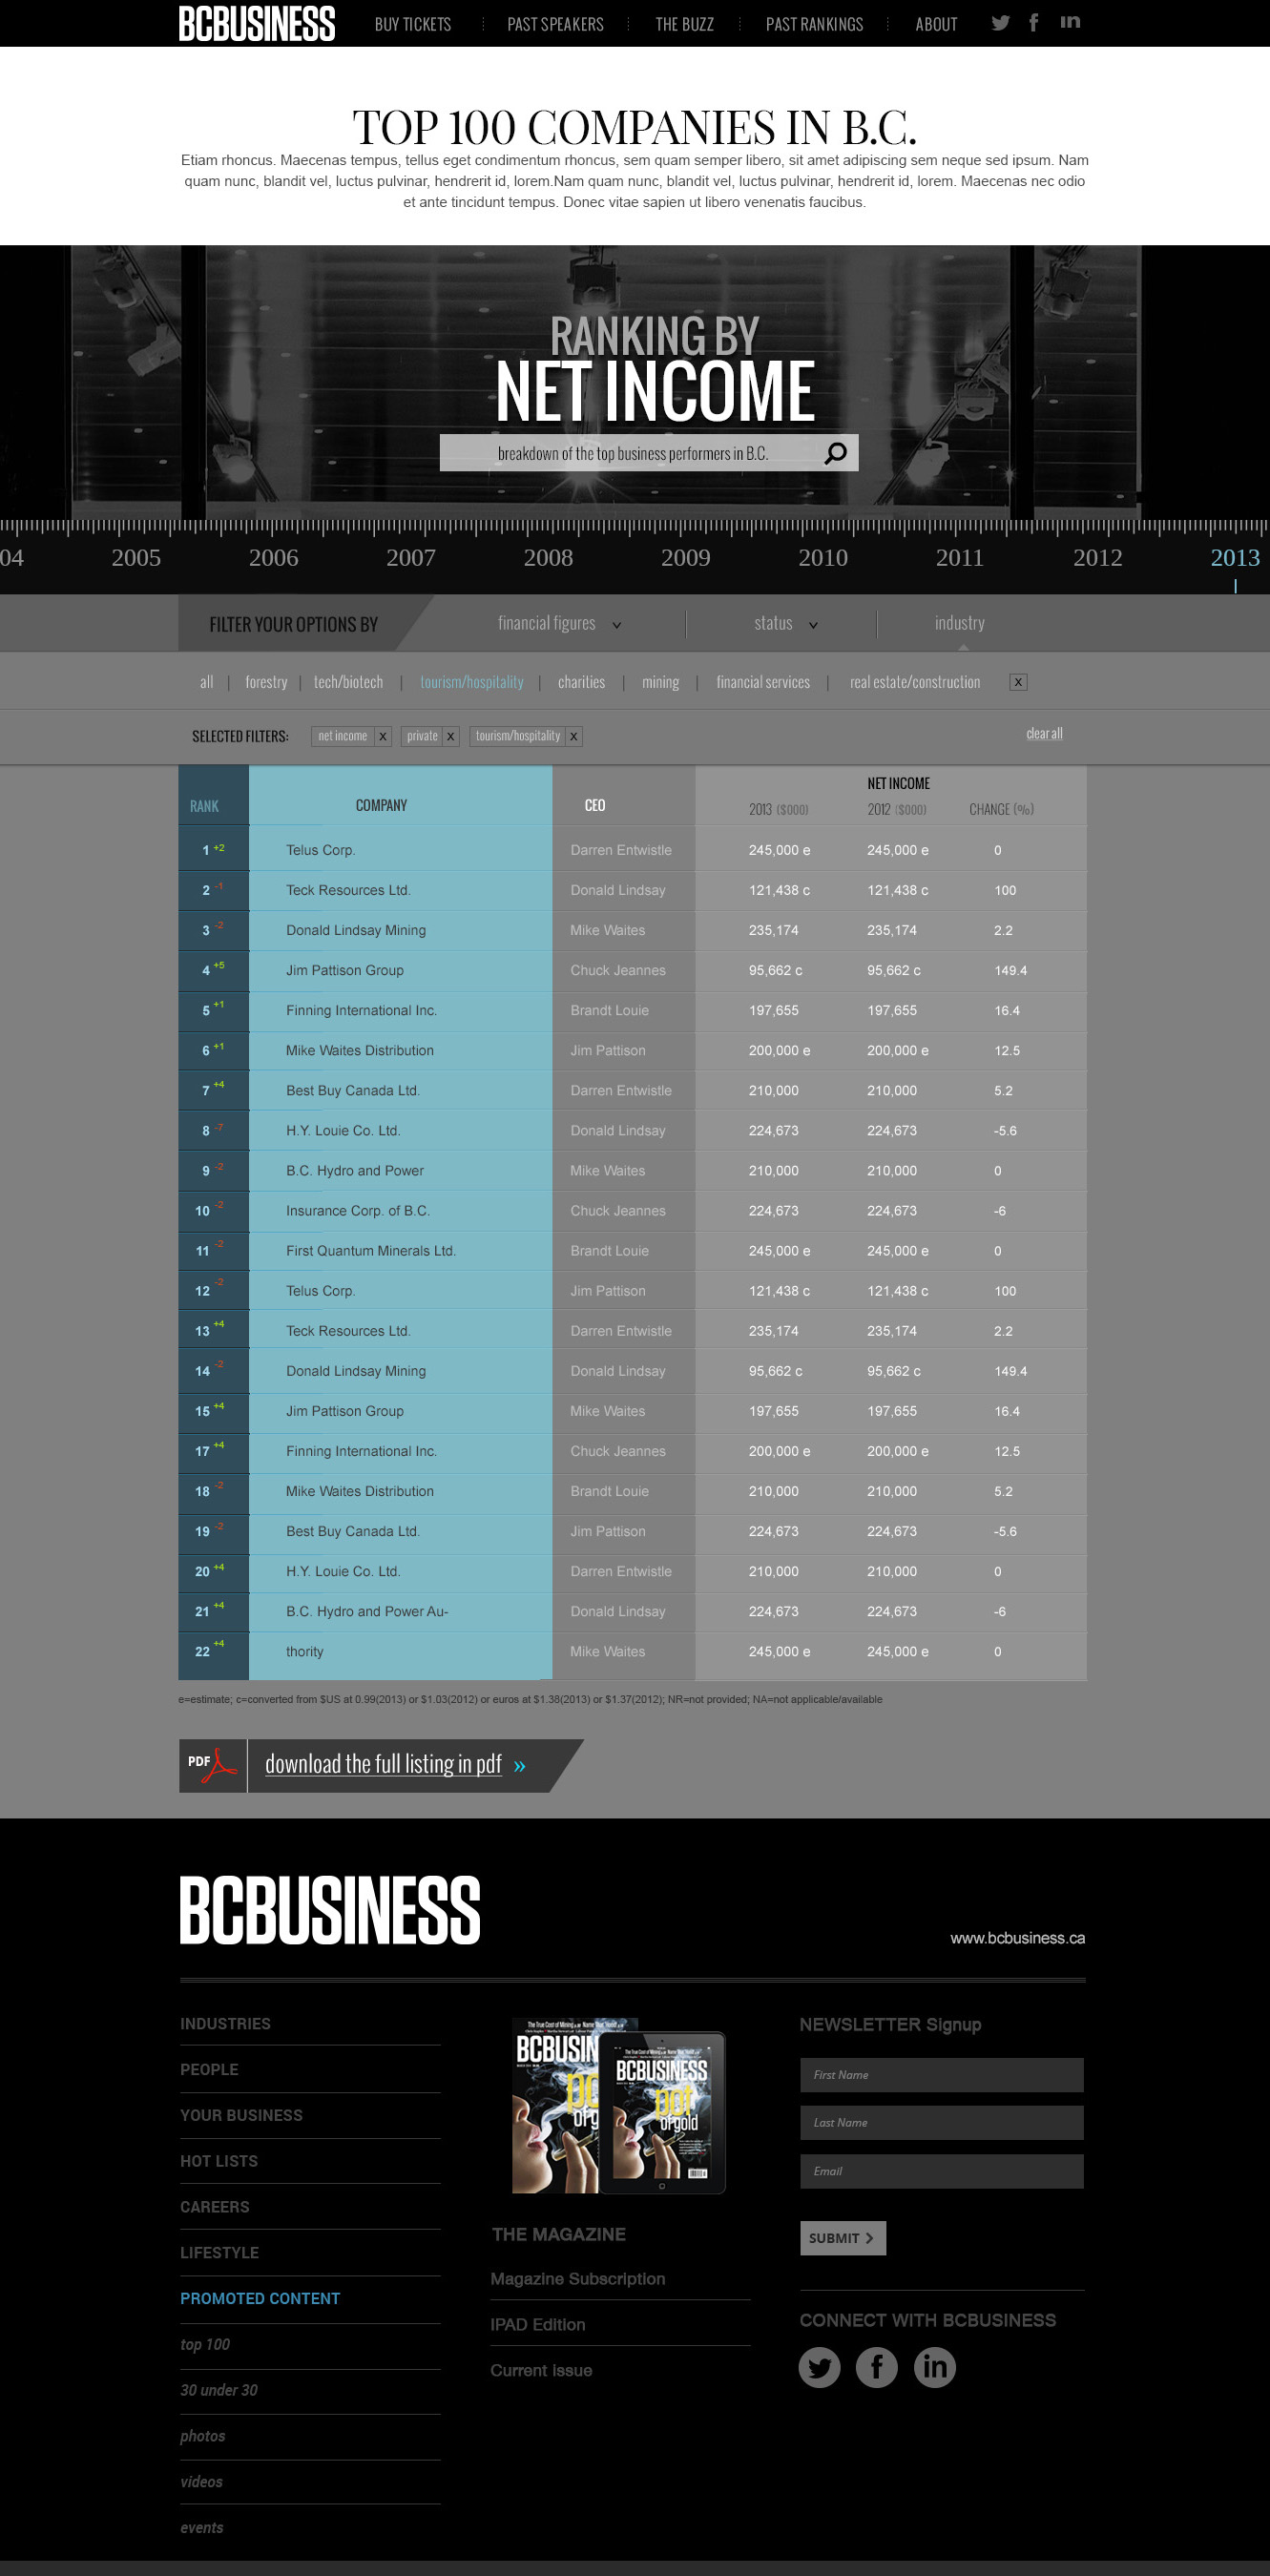 BCBUSINESS BUY TICKETS PAST SPEAKERS THE BUZZ PAST RANKINGS ABOUT
TOP 100 COMPANIES IN B.C.
Etiam rhoncus. Maecenas tempus, tellus eget condimentum rhoncus, sem quam semper libero, sit amet adipiscing sem neque sed ipsum. Nam
quam nunc, blandit vel, luctus pulvinar, hendrerit id, lorem.Nam quam nunc, blandit vel, luctus pulvinar, hendrerit id, lorem. Maecenas nec odio
et ante tincidunt tempus. Donec vitae sapien ut libero venenatis faucibus.
RANKING BY
NET INCOME
breakdown of the top business performers in B.C.
04 2005 2006 2007 2008 2009 2010 2011 2012 2013
FILTER YOUR OPTIONS BY financial figures status industry
all | forestry | tech/biotech | tourism/hospitality | charities | mining | financial services | real estate/construction x
SELECTED FILTERS: net income x private x tourism/hospitality x clear all
NET INCOME
RANK COMPANY CEO 2013 ($000) 2012 ($000) CHANGE (%)
1 +2 Telus Corp. Darren Entwistle 245,000 e 245,000 e 0
2 -1 Teck Resources Ltd. Donald Lindsay 121,438 c 121,438 c 100
3 -2 Donald Lindsay Mining Mike Waites 235,174 235,174 2.2
4 +5 Jim Pattison Group Chuck Jeannes 95,662 c 95,662 c 149.4
5 +1 Finning International Inc. Brandt Louie 197,655 197,655 16.4
6 +1 Mike Waites Distribution Jim Pattison 200,000 e 200,000 e 12.5
7 +4 Best Buy Canada Ltd. Darren Entwistle 210,000 210,000 5.2
8 -7 H.Y. Louie Co. Ltd. Donald Lindsay 224,673 224,673 -5.6
9 -2 B.C. Hydro and Power Mike Waites 210,000 210,000 0
10 -2 Insurance Corp. of B.C. Chuck Jeannes 224,673 224,673 -6
11 -2 First Quantum Minerals Ltd. Brandt Louie 245,000 e 245,000 e 0
12 -2 Telus Corp. Jim Pattison 121,438 c 121,438 c 100
13 +4 Teck Resources Ltd. Darren Entwistle 235,174 235,174 2.2
14 -2 Donald Lindsay Mining Donald Lindsay 95,662 c 95,662 c 149.4
15 +4 Jim Pattison Group Mike Waites 197,655 197,655 16.4
17 +4 Finning International Inc. Chuck Jeannes 200,000 e 200,000 e 12.5
18 -2 Mike Waites Distribution Brandt Louie 210,000 210,000 5.2
19 -2 Best Buy Canada Ltd. Jim Pattison 224,673 224,673 -5.6
20 +4 H.Y. Louie Co. Ltd. Darren Entwistle 210,000 210,000 0
21 +4 B.C. Hydro and Power Au- Donald Lindsay 224,673 224,673 -6
22 +4 thority Mike Waites 245,000 e 245,000 e 0
e=estimate; c=converted from $US at 0.99(2013) or $1.03(2012) or euros at $1.38(2013) or $1.37(2012); NR=not provided; NA=not applicable/available
PDF download the full listing in pdf »
BCBUSINESS
www.bcbusiness.ca
INDUSTRIES
PEOPLE
YOUR BUSINESS
HOT LISTS
CAREERS
LIFESTYLE
PROMOTED CONTENT
top 100
30 under 30
photos
videos
events
BCBUSINESS
BCBUSINESS
pot
of gold
THE MAGAZINE
Magazine Subscription
IPAD Edition
Current issue
NEWSLETTER Signup
First Name
Last Name
Email
SUBMIT
CONNECT WITH BCBUSINESS